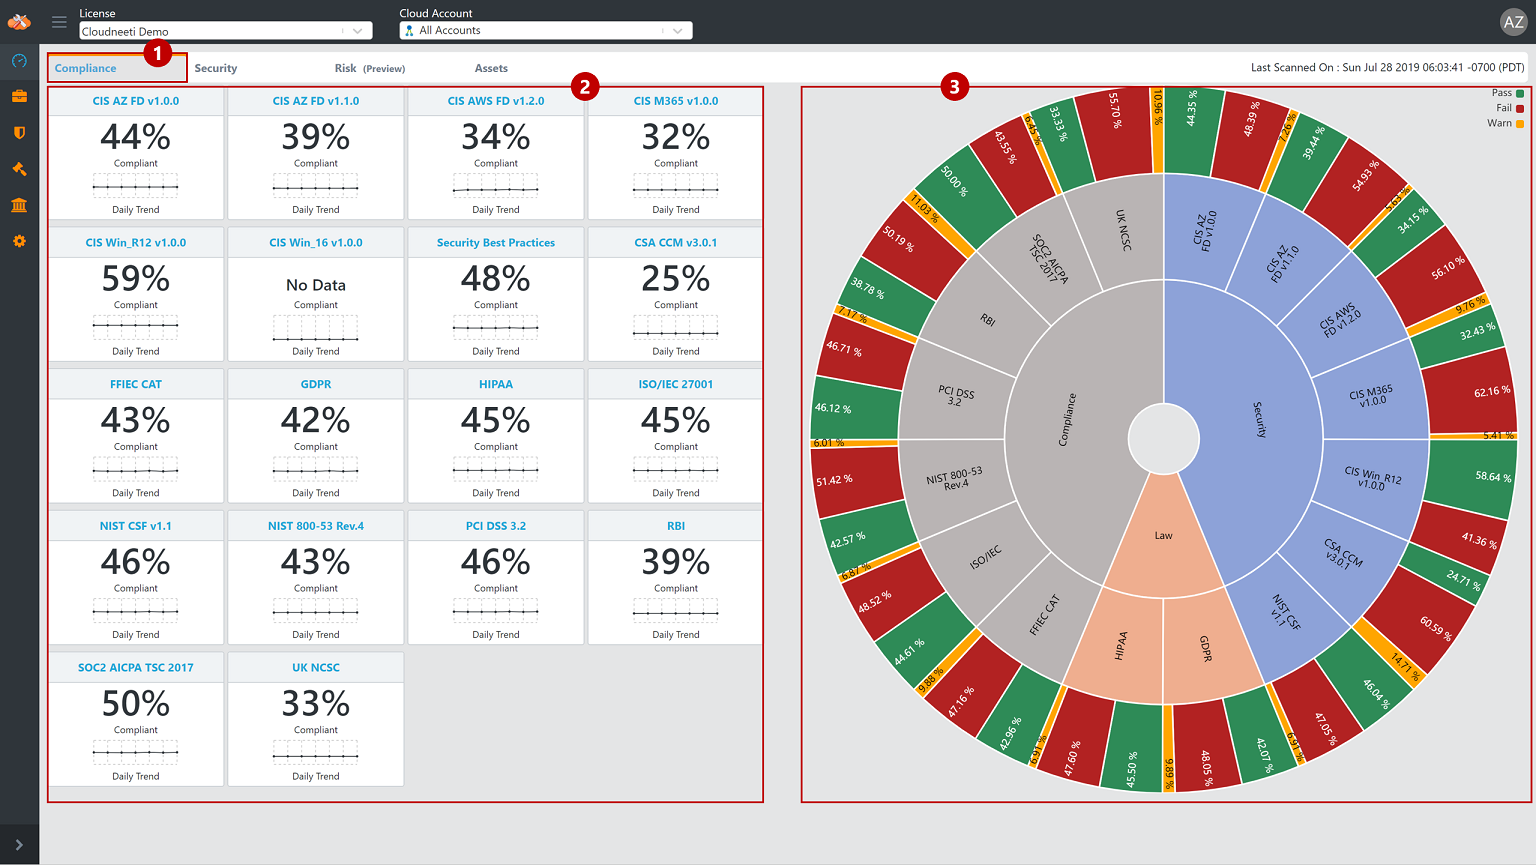 License
Cloudneeti Demo
Cloud Account
All Accounts
AZ
1
Compliance
Security
Risk (Preview)
Assets
Last Scanned On : Sun Jul 28 2019 06:03:41 -0700 (PDT)
2
3
CIS AZ FD v1.0.0
44%
Compliant
Daily Trend
CIS AZ FD v1.1.0
39%
Compliant
Daily Trend
CIS AWS FD v1.2.0
34%
Compliant
Daily Trend
CIS M365 v1.0.0
32%
Compliant
Daily Trend
CIS Win_R12 v1.0.0
59%
Compliant
Daily Trend
CIS Win_16 v1.0.0
No Data
Compliant
Daily Trend
Security Best Practices
48%
Compliant
Daily Trend
CSA CCM v3.0.1
25%
Compliant
Daily Trend
FFIEC CAT
43%
Compliant
Daily Trend
GDPR
42%
Compliant
Daily Trend
HIPAA
45%
Compliant
Daily Trend
ISO/IEC 27001
45%
Compliant
Daily Trend
NIST CSF v1.1
46%
Compliant
Daily Trend
NIST 800-53 Rev.4
43%
Compliant
Daily Trend
PCI DSS 3.2
46%
Compliant
Daily Trend
RBI
39%
Compliant
Daily Trend
SOC2 AICPA TSC 2017
50%
Compliant
Daily Trend
UK NCSC
33%
Compliant
Daily Trend
Pass
Fail
Warn
Security
Law
Compliance
CIS AZ
FD v1.0.0
44.35 %
48.39 %
7.26 %
CIS AZ
FD v1.1.0
39.44 %
54.93 %
5.63 %
CIS AWS
FD v1.2.0
34.15 %
56.10 %
9.76 %
CIS M365
v1.0.0
32.43 %
62.16 %
5.41 %
CIS Win_R12
v1.0.0
58.64 %
41.36 %
CSA CCM
v3.0.1
24.71 %
60.59 %
14.71 %
NIST CSF
v1.1
46.04 %
47.05 %
6.91 %
GDPR
42.07 %
48.05 %
9.89 %
HIPAA
45.50 %
47.60 %
6.91 %
FFIEC CAT
42.96 %
47.16 %
9.88 %
ISO/IEC
44.61 %
48.52 %
6.87 %
NIST 800-53
Rev.4
42.57 %
51.42 %
6.01 %
PCI DSS
3.2
46.12 %
46.71 %
7.17 %
RBI
38.78 %
50.19 %
11.03 %
SOC2 AICPA
TSC 2017
50.00 %
43.55 %
6.45 %
UK NCSC
33.33 %
55.70 %
10.96 %